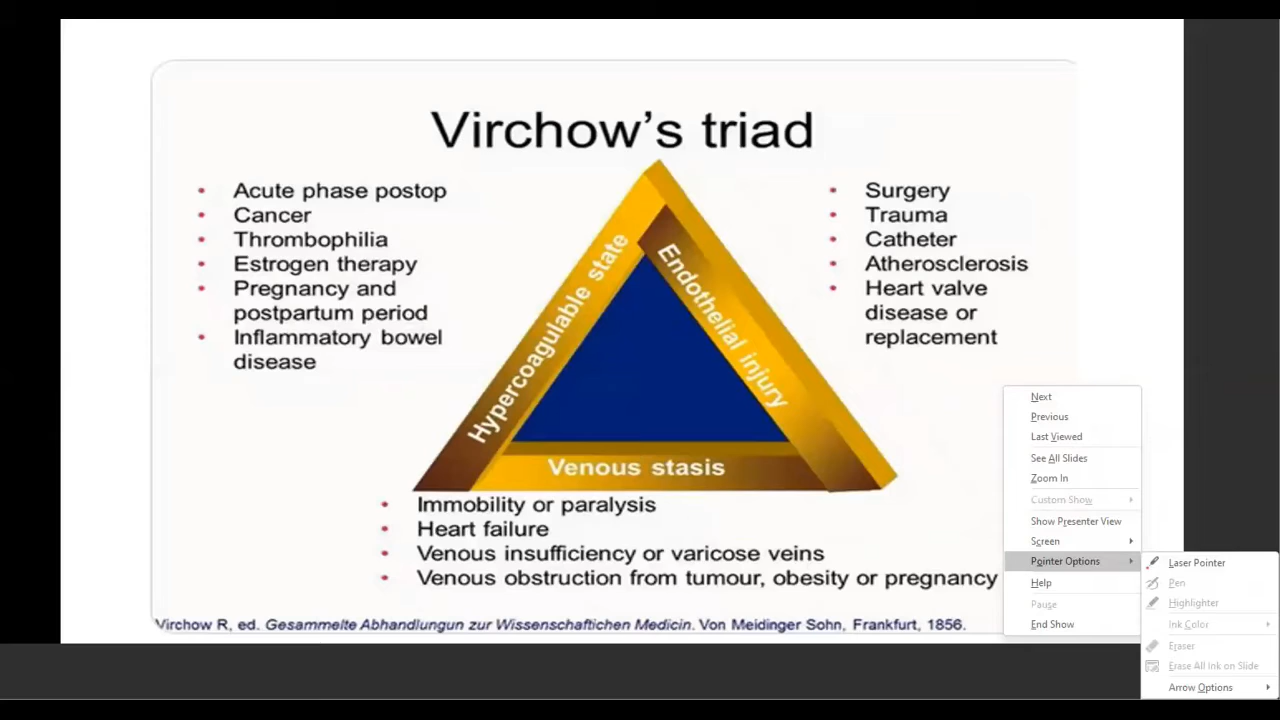 Virchow's triad
• Acute phase postop
• Cancer
• Thrombophilia
• Estrogen therapy
• Pregnancy and
postpartum period
• Inflammatory bowel
disease
Hypercoagulable state
Endothelial injury
Venous stasis
• Surgery
• Trauma
• Catheter
• Atherosclerosis
• Heart valve
disease or
replacement
• Immobility or paralysis
• Heart failure
• Venous insufficiency or varicose veins
• Venous obstruction from tumour, obesity or pregnancy
Virchow R, ed. Gesammelte Abhandlungun zur Wissenschaftichen Medicin. Von Meidinger Sohn, Frankfurt, 1856.
Next
Previous
Last Viewed
See All Slides
Zoom In
Custom Show
Show Presenter View
Screen
Pointer Options
Help
Pause
End Show
Laser Pointer
Pen
Highlighter
Ink Color
Eraser
Erase All Ink on Slide
Arrow Options